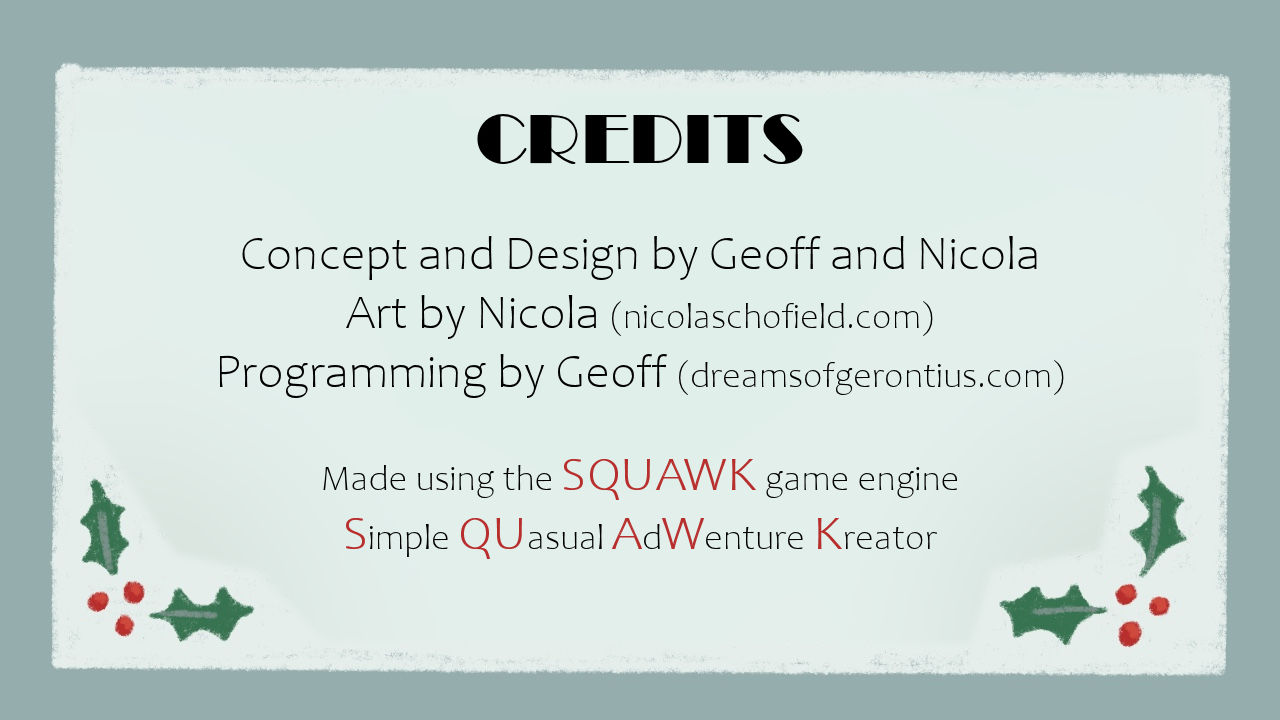 CREDITS
Concept and Design by Geoff and Nicola
Art by Nicola (nicolaschofield.com)
Programming by Geoff (dreamsofgerontius.com)
Made using the SQUAWK game engine
Simple QUasual AdWenture Kreator